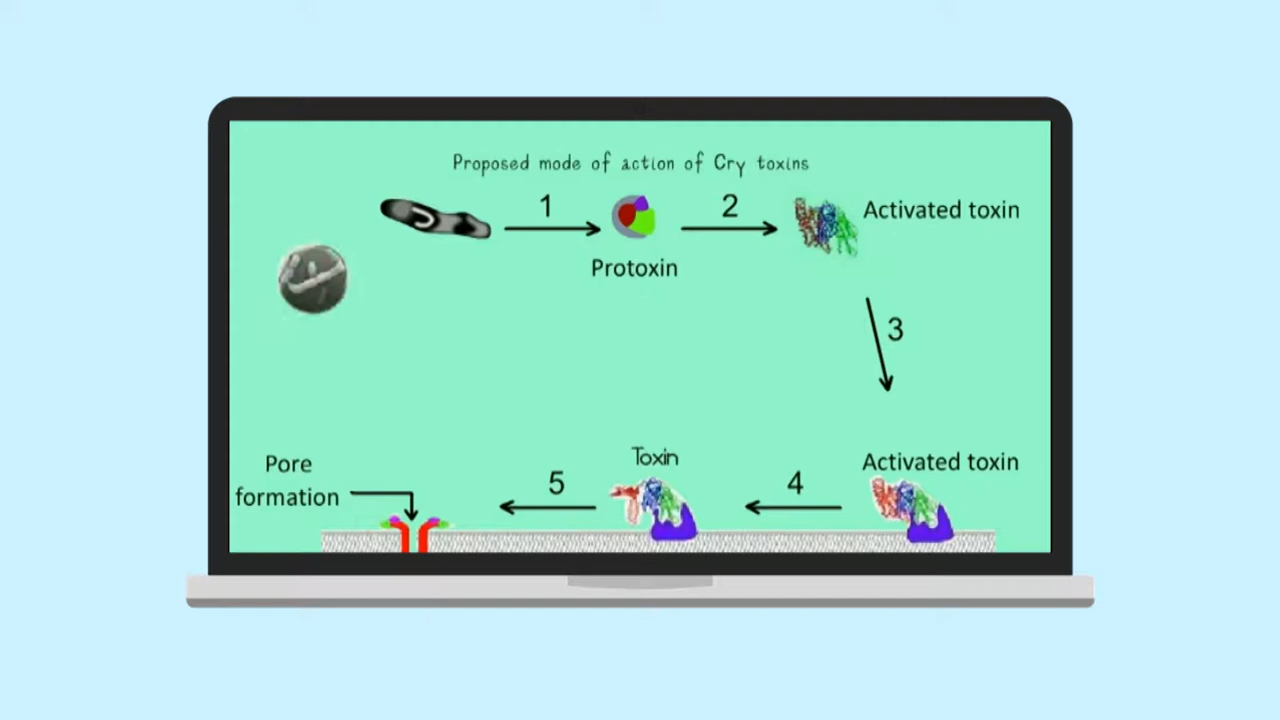 Proposed mode of action of Cry toxins
1
2
Activated toxin
Protoxin
3
Pore
formation
5
Toxin
4
Activated toxin